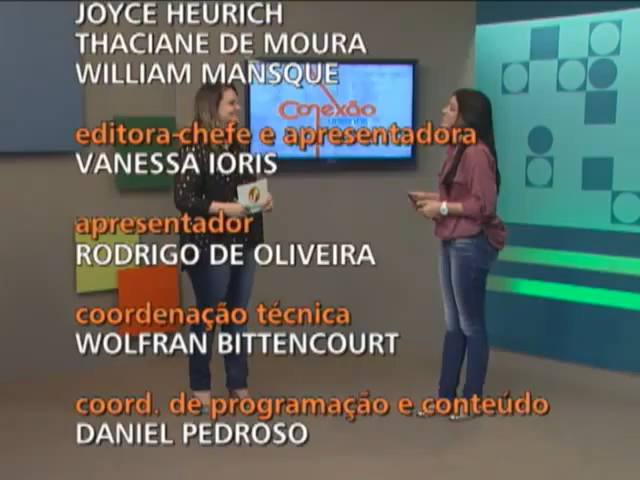 JOYCE HEURICH
THACIANE DE MOURA
WILLIAM MANSQUE
Conexão
editora-chefe e apresentadora
VANESSA IORIS
apresentador
RODRIGO DE OLIVEIRA
coordenação técnica
WOLFRAN BITTENCOURT
coord. de programação e conteúdo
DANIEL PEDROSO